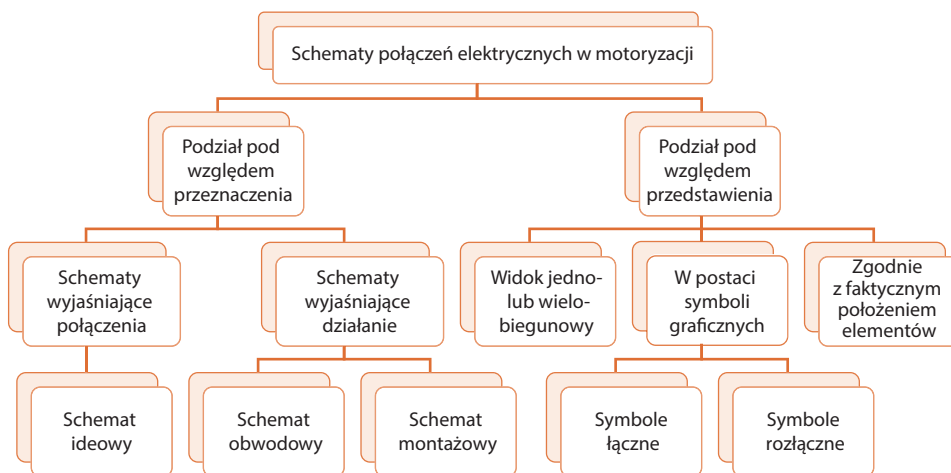 Schematy połączeń elektrycznych w motoryzacji
Podział pod
względem
przeznaczenia
Podział pod
względem
przedstawienia
Schematy
wyjaśniające
połączenia
Schematy
wyjaśniające
działanie
Widok jedno-
lub wielo-
biegunowy
W postaci
symboli
graficznych
Zgodnie
z faktycznym
położeniem
elementów
Schemat
ideowy
Schemat
obwodowy
Schemat
montażowy
Symbole
łączne
Symbole
rozłączne